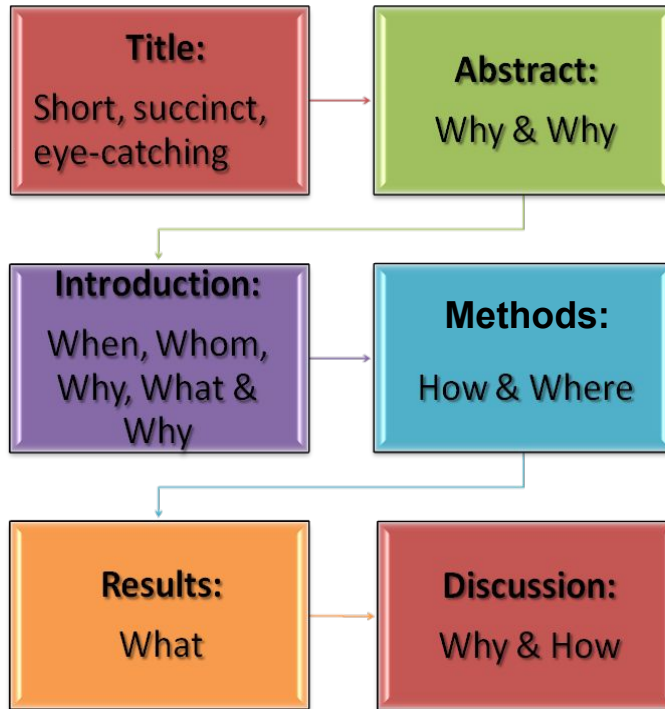 Title:
Short, succinct,
eye-catching
Abstract:
Why & Why
Introduction:
When, Whom,
Why, What &
Why
Methods:
How & Where
Results:
What
Discussion:
Why & How